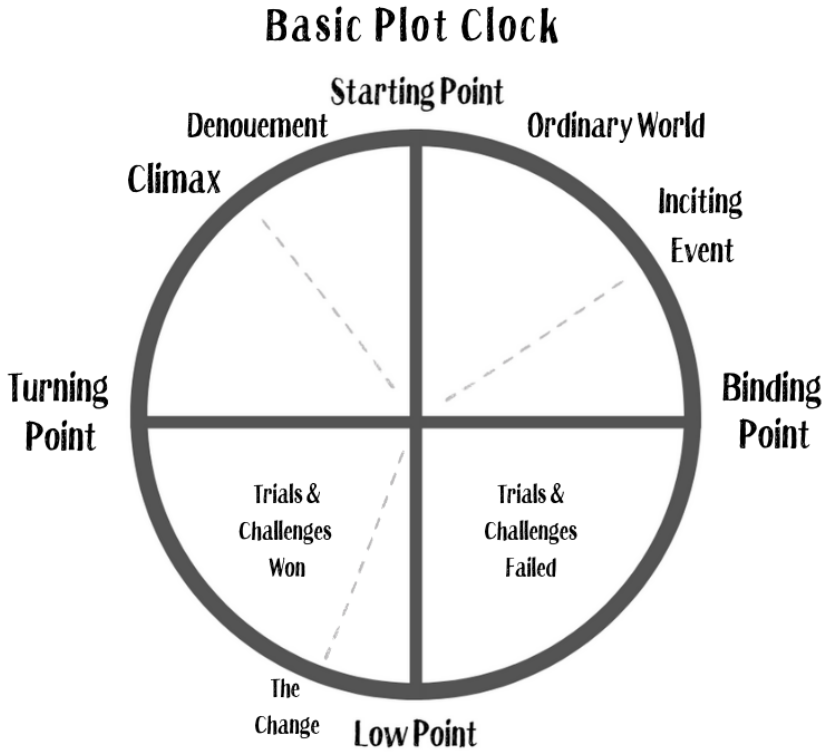 Basic Plot Clock
Starting Point
Denouement
Ordinary World
Climax
Inciting
Event
Turning
Point
Binding
Point
Trials &
Challenges
Won
Trials &
Challenges
Failed
The
Change
Low Point